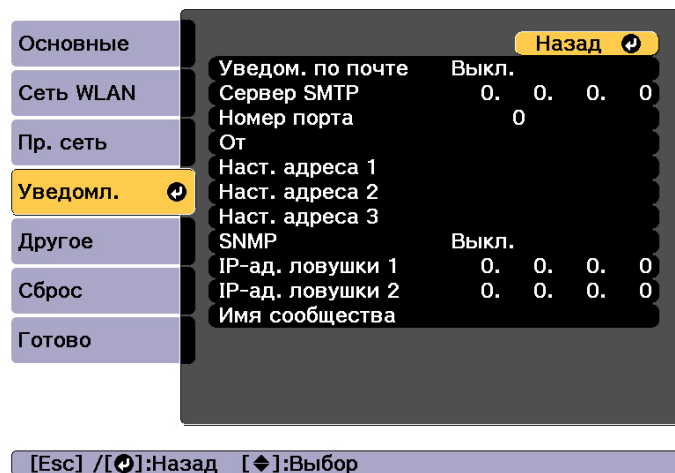 Основные
Сеть WLAN
Пр. сеть
Уведомл.
Другое
Сброс
Готово
Назад
Уведом. по почте Выкл.
Сервер SMTP 0. 0. 0. 0
Номер порта 0
От
Наст. адреса 1
Наст. адреса 2
Наст. адреса 3
SNMP Выкл.
IP-ад. ловушки 1 0. 0. 0. 0
IP-ад. ловушки 2 0. 0. 0. 0
Имя сообщества
[Esc] /[⏎]:Назад [◆]:Выбор